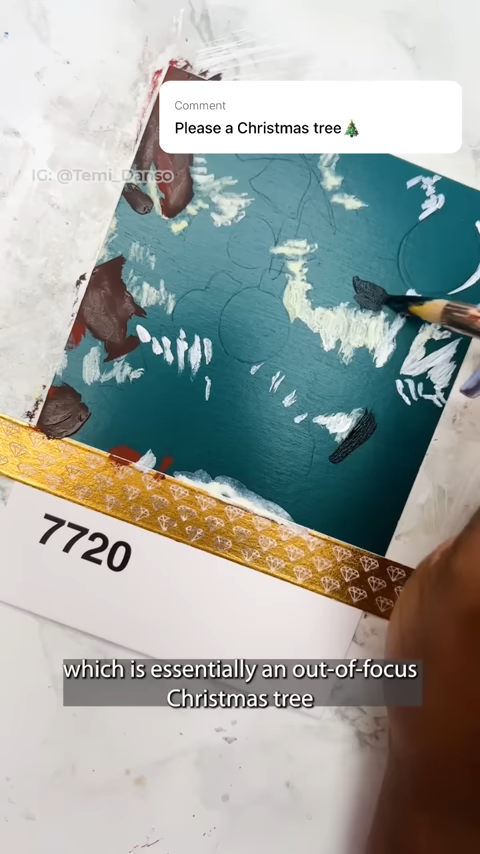 Comment
Please a Christmas tree🎄
IG: @Temi_Danso
7720
which is essentially an out-of-focus
Christmas tree